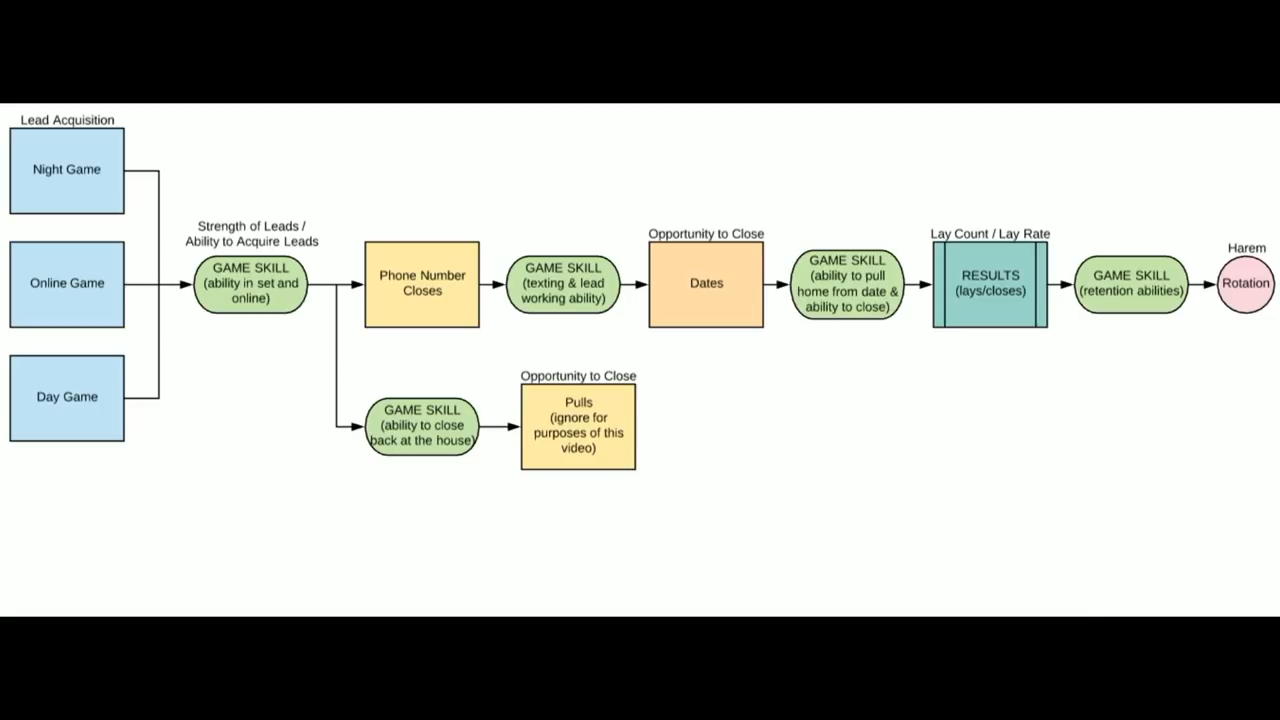 Lead Acquisition
Night Game
Online Game
Day Game
Strength of Leads /
Ability to Acquire Leads
GAME SKILL
(ability in set and
online)
Phone Number
Closes
GAME SKILL
(texting & lead
working ability)
Opportunity to Close
Dates
GAME SKILL
(ability to pull
home from date &
ability to close)
Lay Count / Lay Rate
RESULTS
(lays/closes)
GAME SKILL
(retention abilities)
Harem
Rotation
GAME SKILL
(ability to close
back at the house)
Opportunity to Close
Pulls
(ignore for
purposes of this
video)